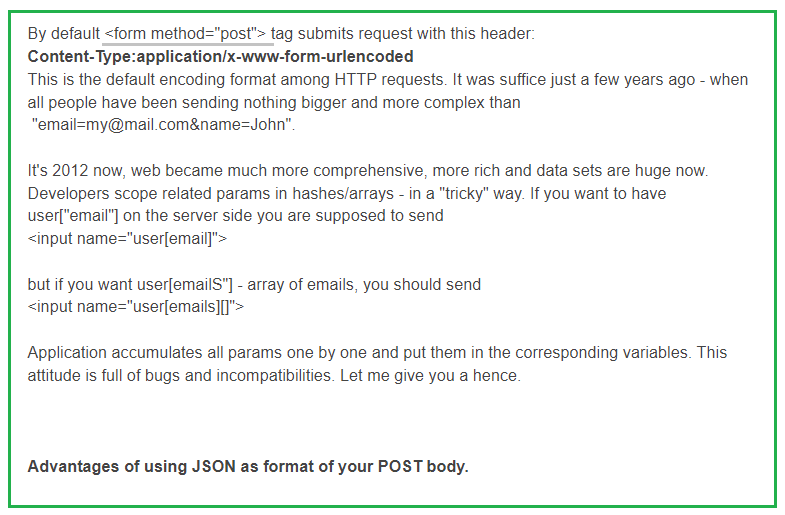 By default <form method="post"> tag submits request with this header:
Content-Type:application/x-www-form-urlencoded
This is the default encoding format among HTTP requests. It was suffice just a few years ago - when
all people have been sending nothing bigger and more complex than
"email=my@mail.com&name=John".
It's 2012 now, web became much more comprehensive, more rich and data sets are huge now.
Developers scope related params in hashes/arrays - in a "tricky" way. If you want to have
user["email"] on the server side you are supposed to send
<input name="user[email]">
but if you want user[emailS"] - array of emails, you should send
<input name="user[emails][]">
Application accumulates all params one by one and put them in the corresponding variables. This
attitude is full of bugs and incompatibilities. Let me give you a hence.
Advantages of using JSON as format of your POST body.